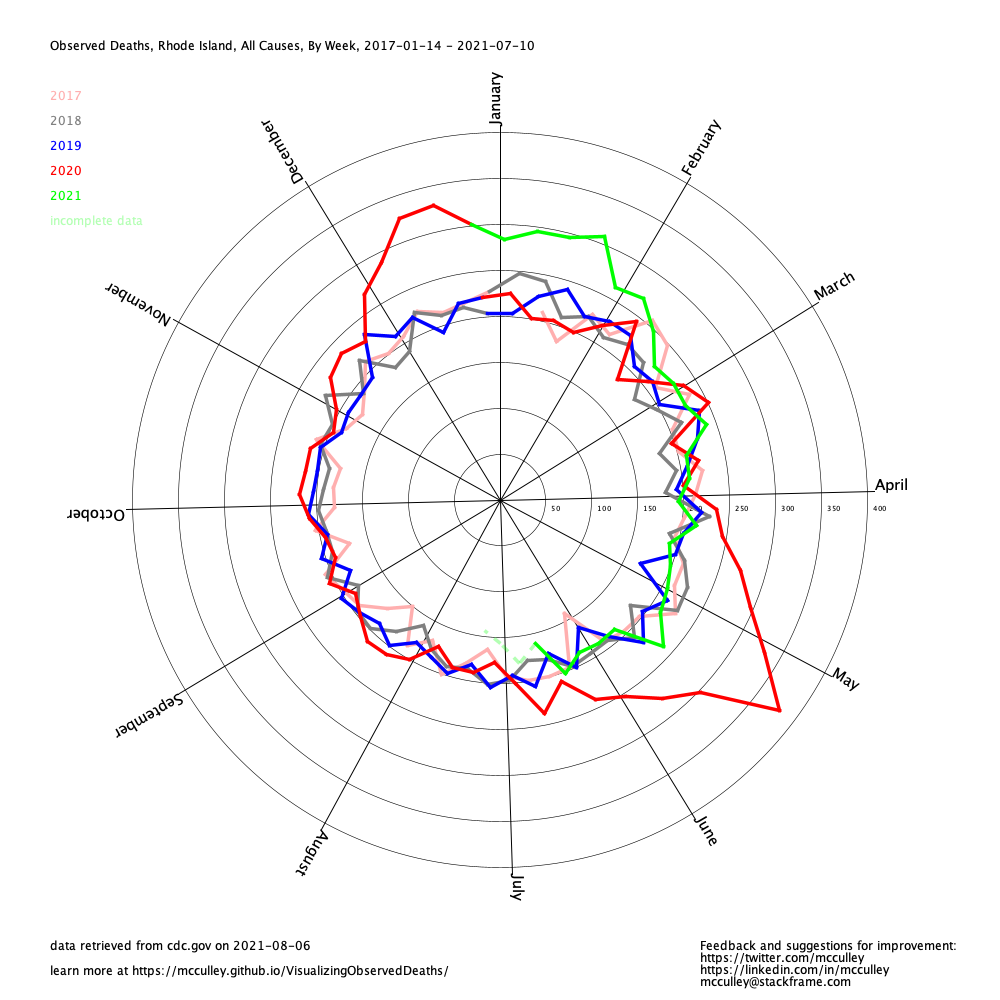 Observed Deaths, Rhode Island, All Causes, By Week, 2017-01-14 - 2021-07-10
2017
2018
2019
2020
2021
incomplete data
January
February
March
April
May
June
July
August
September
October
November
December
50
100
150
200
250
300
350
400
data retrieved from cdc.gov on 2021-08-06
learn more at https://mcculley.github.io/VisualizingObservedDeaths/
Feedback and suggestions for improvement:
https://twitter.com/mcculley
https://linkedin.com/in/mcculley
mcculley@stackframe.com